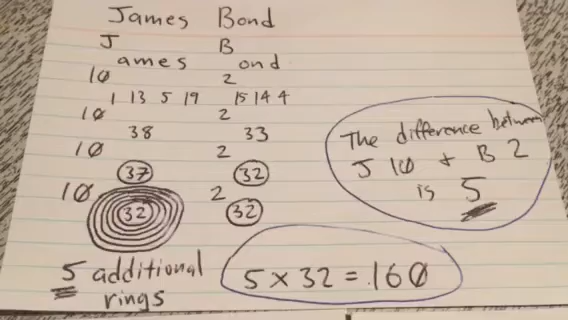 James Bond
J B
ames ond
10 2
1 13 5 19 15 14 4
10 2
38 33
10 2
37 32
10 2
32 32
5 additional
rings
The difference between
J 10 + B 2
is 5
5 x 32 = 160